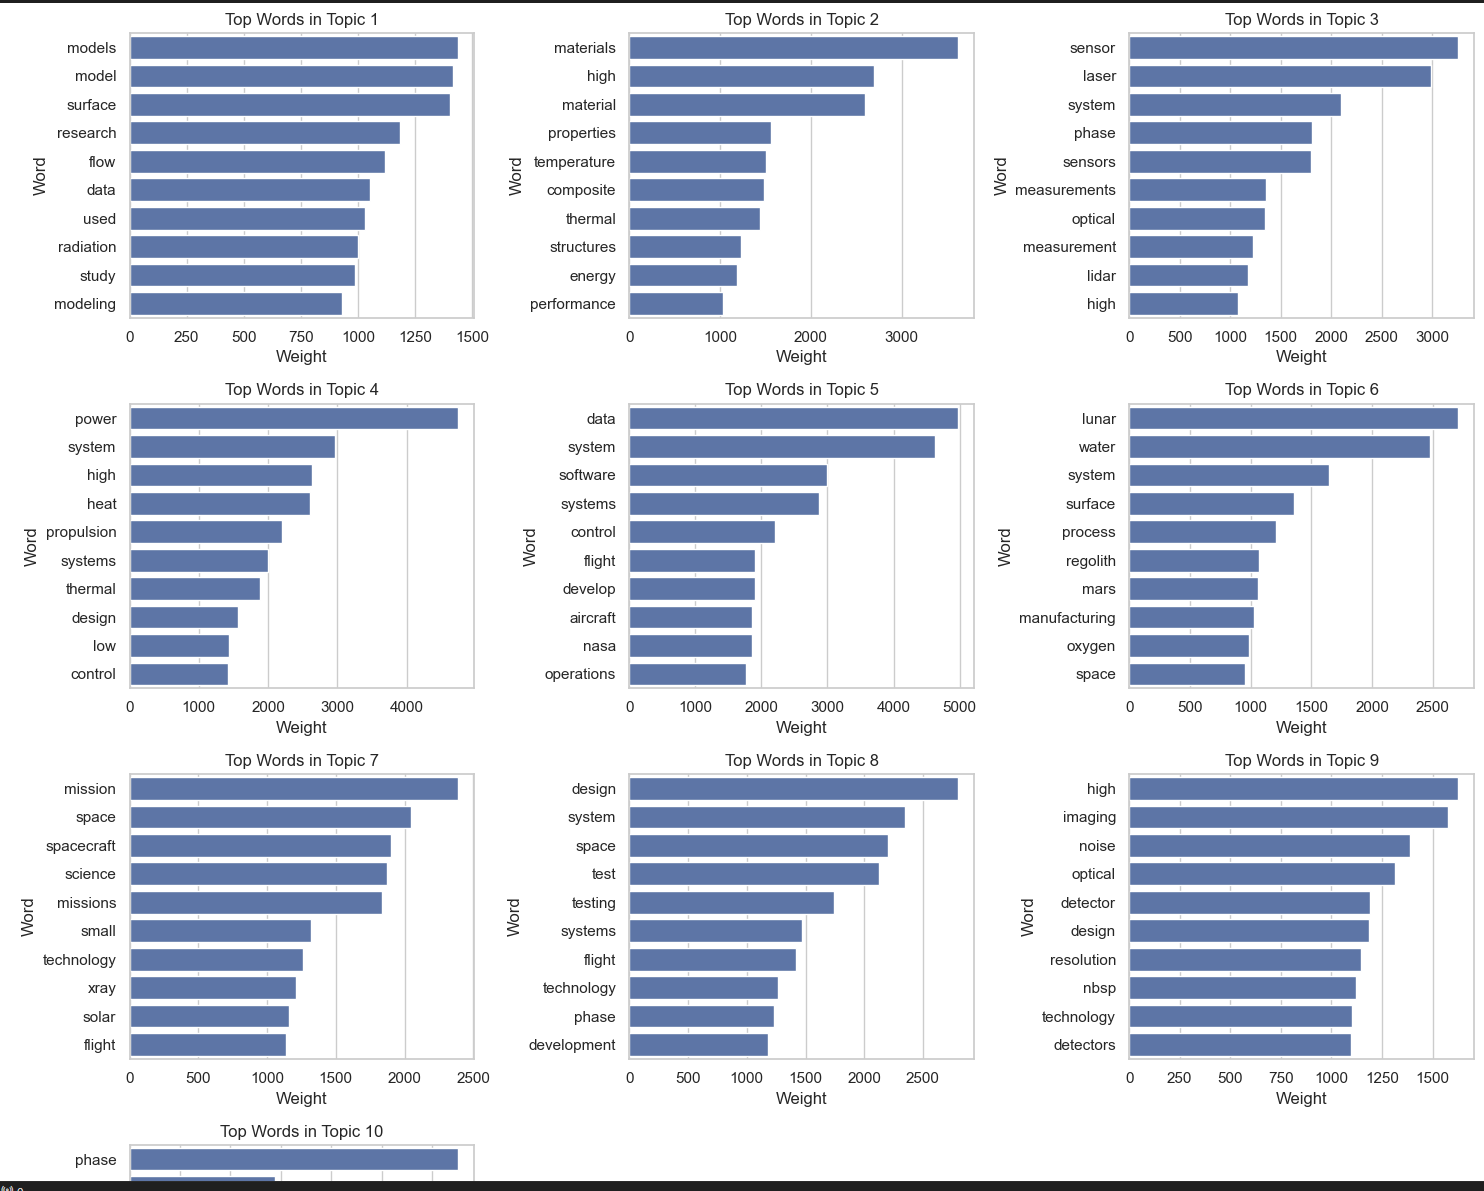 Top Words in Topic 1
models
model
surface
research
flow
data
used
radiation
study
modeling
Word
0 250 500 750 1000 1250 1500
Weight
Top Words in Topic 2
materials
high
material
properties
temperature
composite
thermal
structures
energy
performance
Word
0 1000 2000 3000
Weight
Top Words in Topic 3
sensor
laser
system
phase
sensors
measurements
optical
measurement
lidar
high
Word
0 500 1000 1500 2000 2500 3000
Weight
Top Words in Topic 4
power
system
high
heat
propulsion
systems
thermal
design
low
control
Word
0 1000 2000 3000 4000
Weight
Top Words in Topic 5
data
system
software
systems
control
flight
develop
aircraft
nasa
operations
Word
0 1000 2000 3000 4000 5000
Weight
Top Words in Topic 6
lunar
water
system
surface
process
regolith
mars
manufacturing
oxygen
space
Word
0 500 1000 1500 2000 2500
Weight
Top Words in Topic 7
mission
space
spacecraft
science
missions
small
technology
xray
solar
flight
Word
0 500 1000 1500 2000 2500
Weight
Top Words in Topic 8
design
system
space
test
testing
systems
flight
technology
phase
development
Word
0 500 1000 1500 2000 2500
Weight
Top Words in Topic 9
high
imaging
noise
optical
detector
design
resolution
nbsp
technology
detectors
Word
0 250 500 750 1000 1250 1500
Weight
Top Words in Topic 10
phase